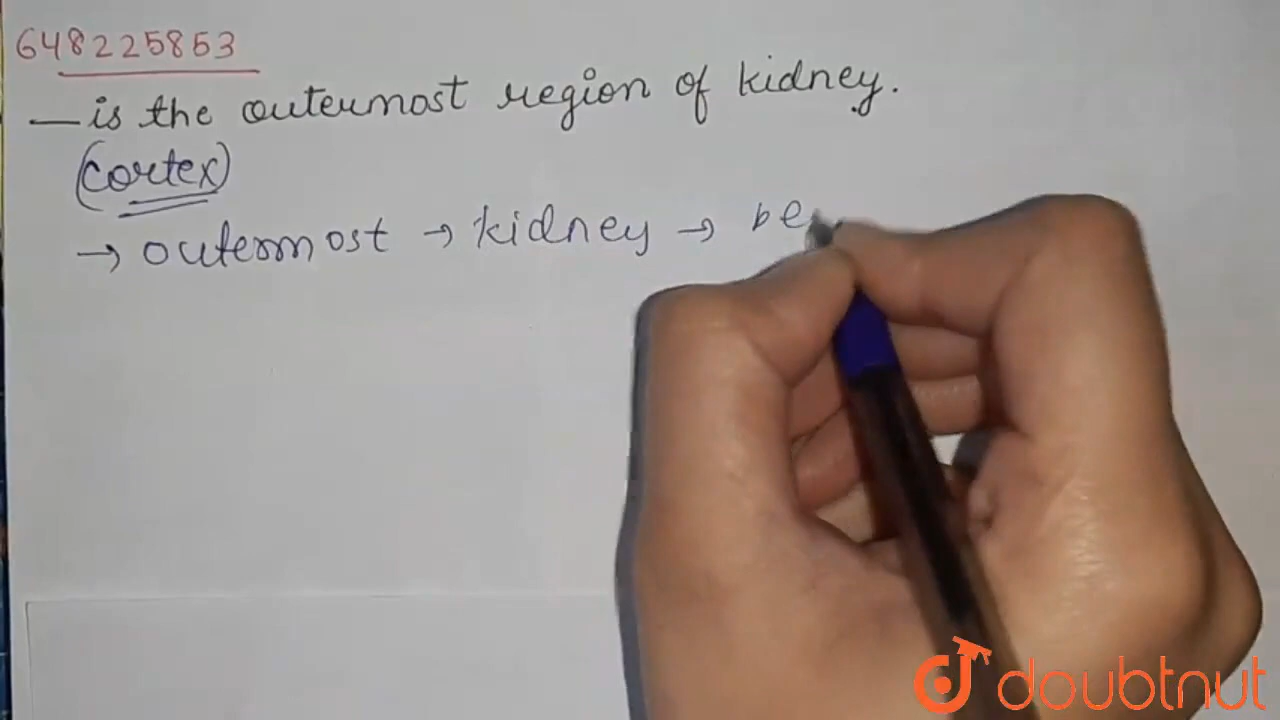 648225853
— is the outermost region of kidney.
(cortex)
→ outermost → kidney → be
doubtnut